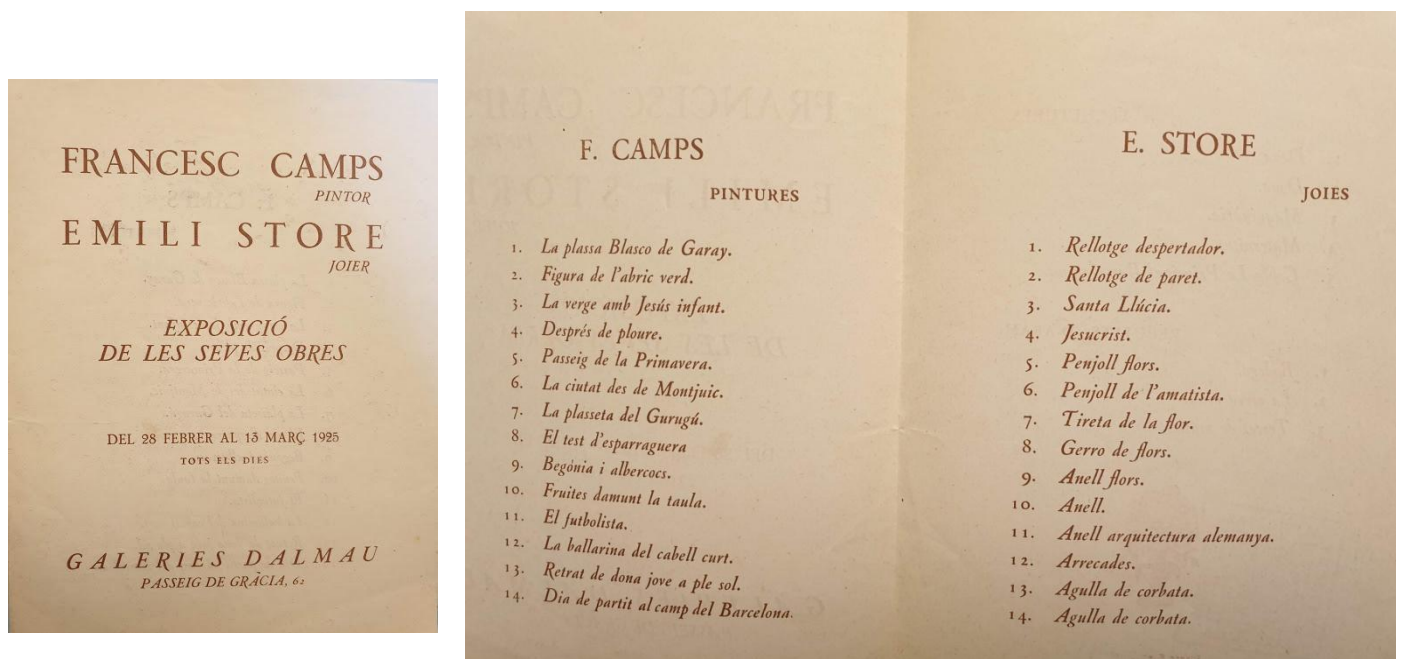 FRANCESC CAMPS
PINTOR
EMILI STORE
JOIER
EXPOSICIÓ
DE LES SEVES OBRES
DEL 28 FEBRER AL 13 MARÇ 1925
TOTS ELS DIES
GALERIES DALMAU
PASSEIG DE GRÀCIA, 62
F. CAMPS
PINTURES
1. La plassa Blasco de Garay.
2. Figura de l'abric verd.
3. La verge amb Jesús infant.
4. Després de ploure.
5. Passeig de la Primavera.
6. La ciutat des de Montjuic.
7. La plasseta del Gurugú.
8. El test d'esparraguera
9. Begónia i albercocs.
10. Fruites damunt la taula.
11. El futbolista.
12. La ballarina del cabell curt.
13. Retrat de dona jove a ple sol.
14. Dia de partit al camp del Barcelona.
E. STORE
JOIES
1. Rellotge despertador.
2. Rellotge de paret.
3. Santa Llúcia.
4. Jesucrist.
5. Penjoll flors.
6. Penjoll de l'amatista.
7. Tireta de la flor.
8. Gerro de flors.
9. Anell flors.
10. Anell.
11. Anell arquitectura alemanya.
12. Arrecades.
13. Agulla de corbata.
14. Agulla de corbata.